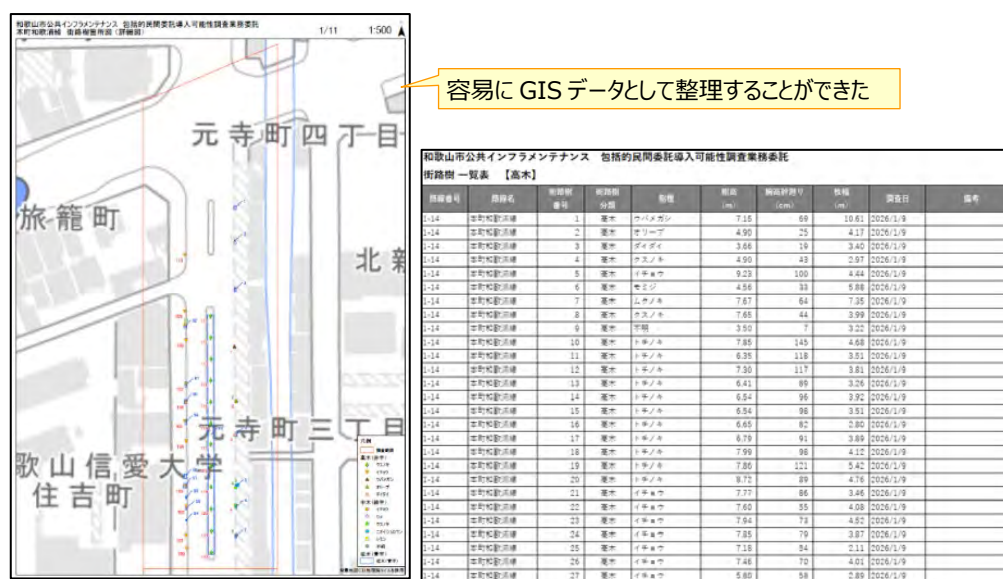 和歌山市公共インフラメンテナンス 包括的民間委託導入可能性調査業務委託
本町和歌浦線 街路樹箇所図(詳細図)
1/11 1:500
元寺町四丁目
旅籠町
北新
元寺町三丁目
歌山信愛大学
住吉町
凡例
容易にGISデータとして整理することができた
和歌山市公共インフラメンテナンス 包括的民間委託導入可能性調査業務委託
街路樹 一覧表 【高木】
路線番号 路線名 街路樹番号 街路樹分類 樹種 樹高(m) 幹周(cm) 枝幅(m) 調査日 備考
1-14 本町和歌浦線 1 高木 ウバメガシ 7.16 69 10.61 2026/1/9
1-14 本町和歌浦線 2 高木 オリーブ 4.90 25 4.17 2026/1/9
1-14 本町和歌浦線 3 高木 ダイダイ 3.66 19 3.40 2026/1/9
1-14 本町和歌浦線 4 高木 クスノキ 4.90 43 2.97 2026/1/9
1-14 本町和歌浦線 5 高木 イチョウ 9.23 100 4.44 2026/1/9
1-14 本町和歌浦線 6 高木 モミジ 4.56 33 5.88 2026/1/9
1-14 本町和歌浦線 7 高木 ムクノキ 7.67 64 7.35 2026/1/9
1-14 本町和歌浦線 8 高木 クスノキ 7.65 44 3.99 2026/1/9
1-14 本町和歌浦線 9 高木 不明 3.50 7 3.22 2026/1/9
1-14 本町和歌浦線 10 高木 トチノキ 7.85 145 4.68 2026/1/9
1-14 本町和歌浦線 11 高木 トチノキ 6.35 118 3.51 2026/1/9
1-14 本町和歌浦線 12 高木 トチノキ 7.30 117 3.81 2026/1/9
1-14 本町和歌浦線 13 高木 トチノキ 6.41 89 3.26 2026/1/9
1-14 本町和歌浦線 14 高木 トチノキ 6.54 96 3.92 2026/1/9
1-14 本町和歌浦線 15 高木 トチノキ 6.54 98 3.51 2026/1/9
1-14 本町和歌浦線 16 高木 トチノキ 6.65 82 2.80 2026/1/9
1-14 本町和歌浦線 17 高木 トチノキ 6.79 91 3.89 2026/1/9
1-14 本町和歌浦線 18 高木 トチノキ 7.99 98 4.12 2026/1/9
1-14 本町和歌浦線 19 高木 トチノキ 7.86 121 5.42 2026/1/9
1-14 本町和歌浦線 20 高木 トチノキ 8.72 89 4.76 2026/1/9
1-14 本町和歌浦線 21 高木 イチョウ 7.77 86 3.46 2026/1/9
1-14 本町和歌浦線 22 高木 イチョウ 7.60 55 4.08 2026/1/9
1-14 本町和歌浦線 23 高木 イチョウ 7.94 73 4.52 2026/1/9
1-14 本町和歌浦線 24 高木 イチョウ 7.85 79 3.87 2026/1/9
1-14 本町和歌浦線 25 高木 イチョウ 7.18 54 2.11 2026/1/9
1-14 本町和歌浦線 26 高木 イチョウ 7.46 70 4.01 2026/1/9
1-14 本町和歌浦線 27 高木 イチョウ 5.80 58 2.89 2026/1/9